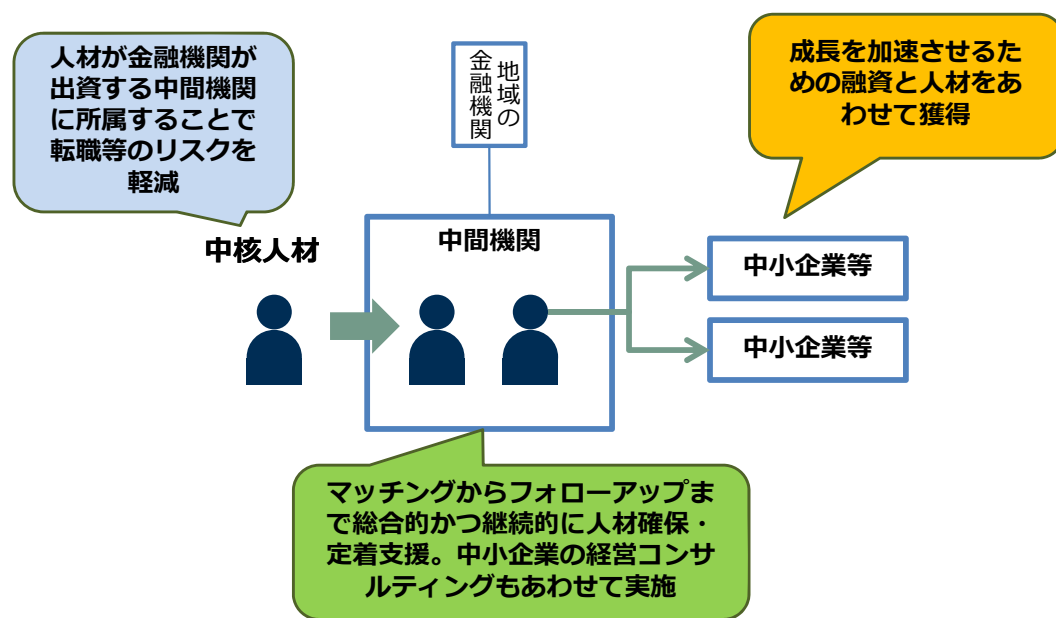 人材が金融機関が
出資する中間機関
に所属することで
転職等のリスクを
軽減
地域の
金融機関
成長を加速させるた
めの融資と人材をあ
わせて獲得
中核人材
中間機関
中小企業等
中小企業等
マッチングからフォローアップま
で総合的かつ継続的に人材確保・
定着支援。中小企業の経営コンサ
ルティングもあわせて実施